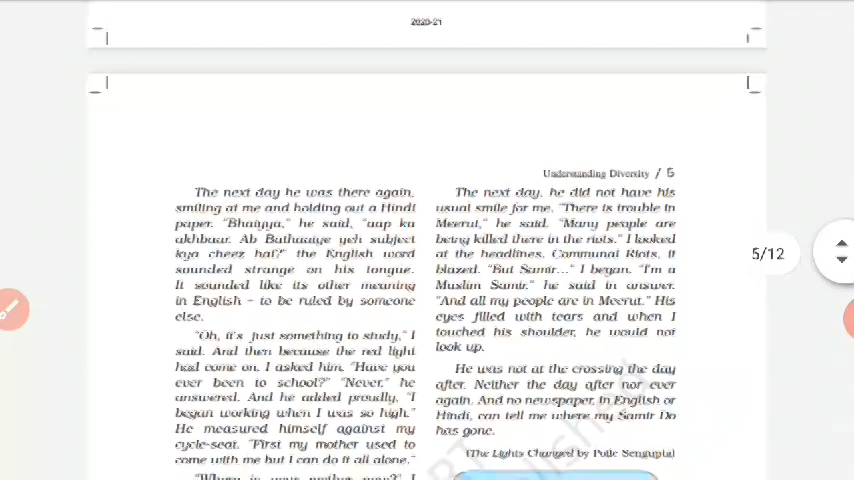 2020-21
Understanding Diversity / 5
The next day he was there again,
smiling at me and holding out a Hindi
paper. "Bhaiyya," he said, "aap ka
akhbaar. Ab Bathaaiye yeh subject
kya cheez hai?" the English word
sounded strange on his tongue.
It sounded like its other meaning
in English – to be ruled by someone
else.
"Oh, it's just something to study," I
said. And then because the red light
had come on, I asked him, "Have you
ever been to school?" "Never," he
answered. And he added proudly, "I
began working when I was so high."
He measured himself against my
cycle-seat. "First my mother used to
come with me but I can do it all alone."
"Where is your mother now?" I
The next day, he did not have his
usual smile for me. "There is trouble in
Meerut," he said. "Many people are
being killed there in the riots." I looked
at the headlines. Communal Riots, it
blazed. "But Samir..." I began. "I'm a
Muslim Samir," he said in answer.
"And all my people are in Meerut." His
eyes filled with tears and when I
touched his shoulder, he would not
look up.
He was not at the crossing the day
after. Neither the day after nor ever
again. And no newspaper, in English or
Hindi, can tell me where my Samir Do
has gone.
(The Lights Changed by Poile Sengupta)
5/12